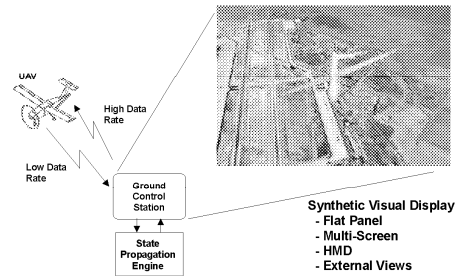 UAV
High Data
Rate
Low Data
Rate
Ground
Control
Station
State
Propagation
Engine
Synthetic Visual Display
- Flat Panel
- Multi-Screen
- HMD
- External Views